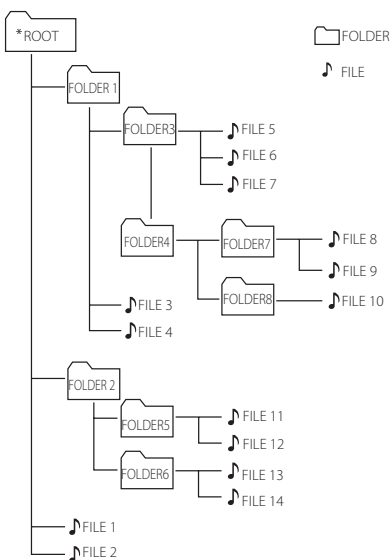 *ROOT
FOLDER
FILE
FOLDER 1
FOLDER3
FILE 5
FILE 6
FILE 7
FOLDER4
FOLDER7
FILE 8
FILE 9
FOLDER8
FILE 10
FILE 3
FILE 4
FOLDER 2
FOLDER5
FILE 11
FILE 12
FOLDER6
FILE 13
FILE 14
FILE 1
FILE 2